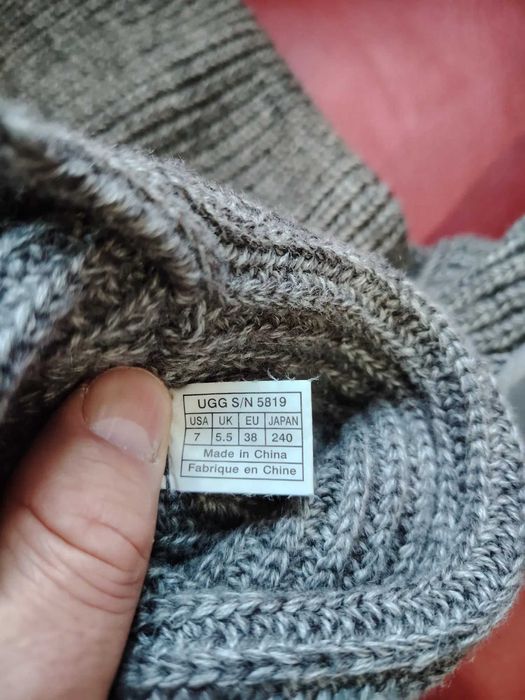 UGG S/N 5819
USA UK EU JAPAN
7 5.5 38 240
Made in China
Fabrique en Chine